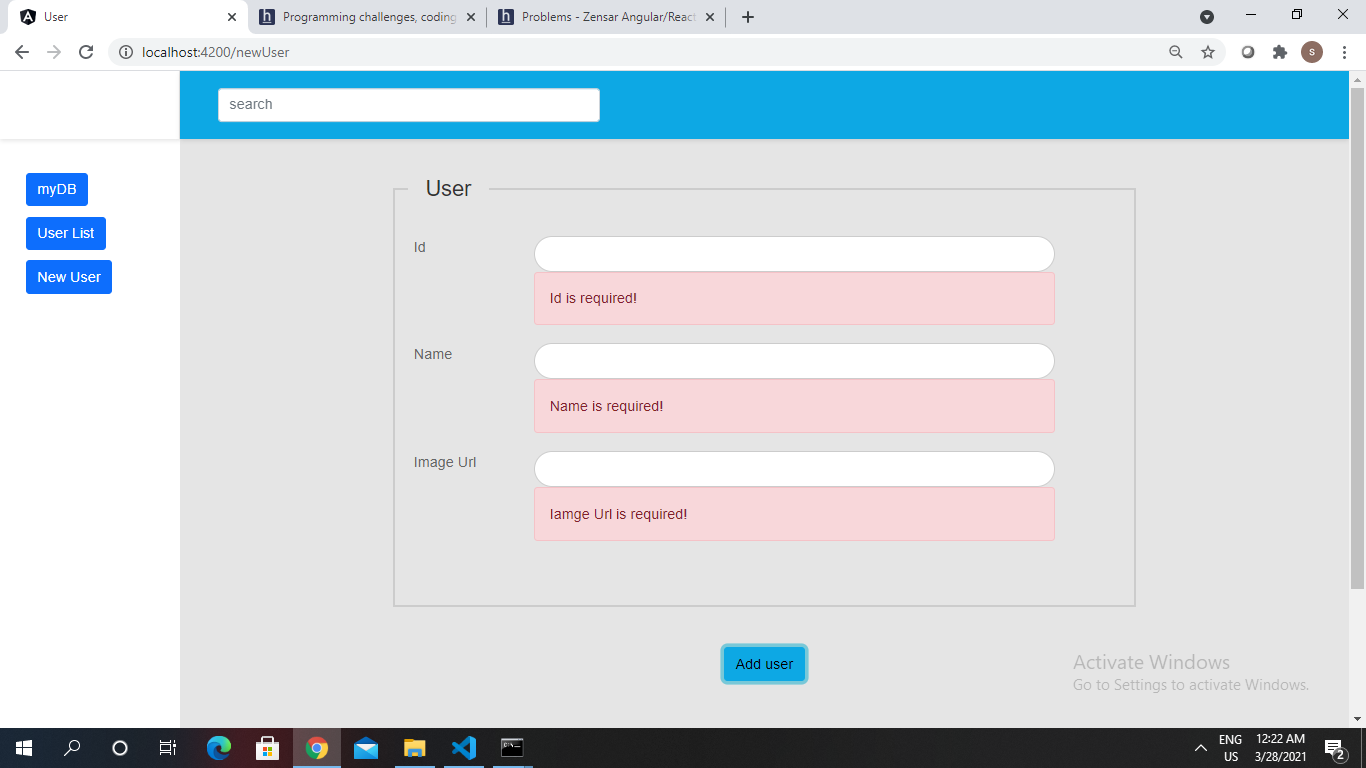 User
Programming challenges, coding
Problems - Zensar Angular/React
localhost:4200/newUser
s
search
myDB
User List
New User
User
Id
Id is required!
Name
Name is required!
Image Url
Iamge Url is required!
Add user
Activate Windows
Go to Settings to activate Windows.
ENG
US
12:22 AM
3/28/2021
2